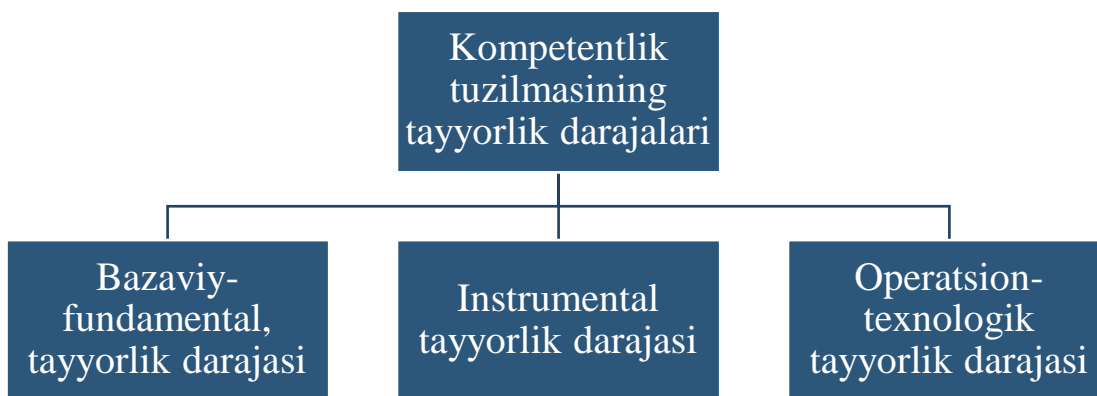 Kompetentlik
tuzilmasining
tayyorlik darajalari
Bazaviy-
fundamental,
tayyorlik darajasi
Instrumental
tayyorlik darajasi
Operatsion-
texnologik
tayyorlik darajasi